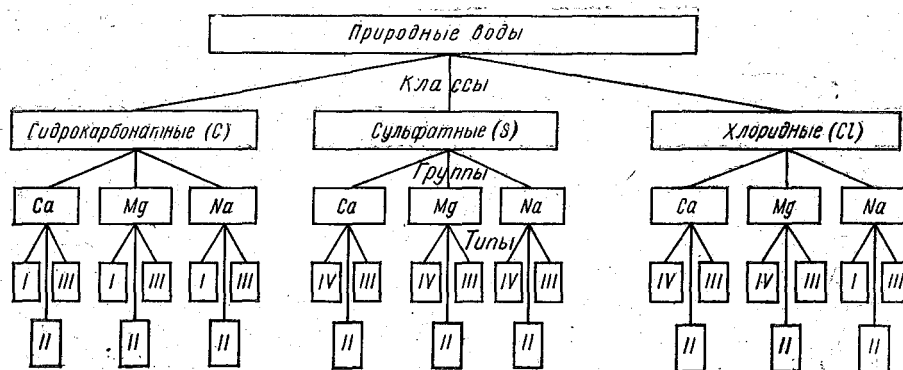 Природные воды
Классы
Гидрокарбонатные (C) Сульфатные (S) Хлоридные (Cl)
Группы
Ca Mg Na Ca Mg Na Ca Mg Na
Типы
I III I III I III IV III IV III IV III IV III IV III I III
II II II II II II II II II